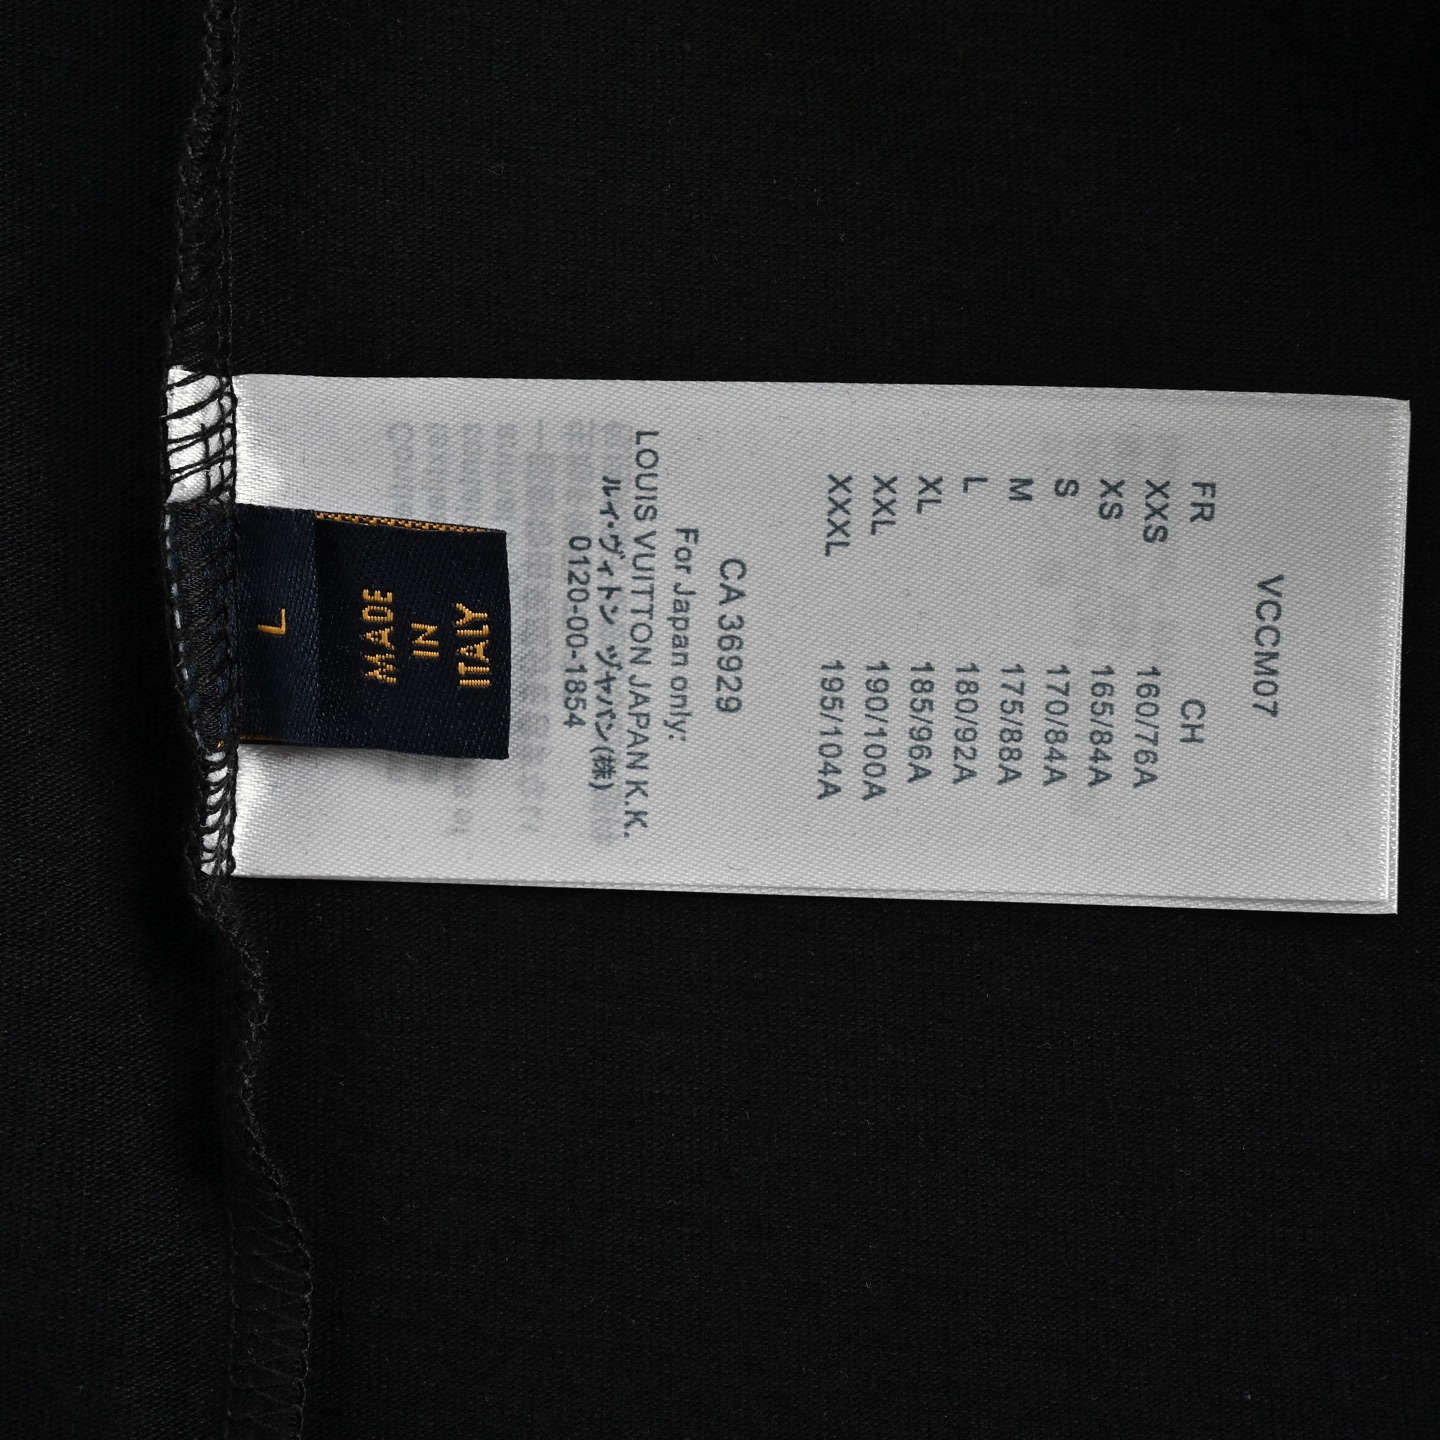 VCCM07
FR CH
XXS 160/76A
XS 165/84A
S 170/84A
M 175/88A
L 180/92A
XL 185/96A
XXL 190/100A
XXXL 195/104A
CA 36929
For Japan only:
LOUIS VUITTON JAPAN K.K.
ルイ・ヴィトン ヅャパン(株)
0120-00-1854
L
MADE
IN
ITALY